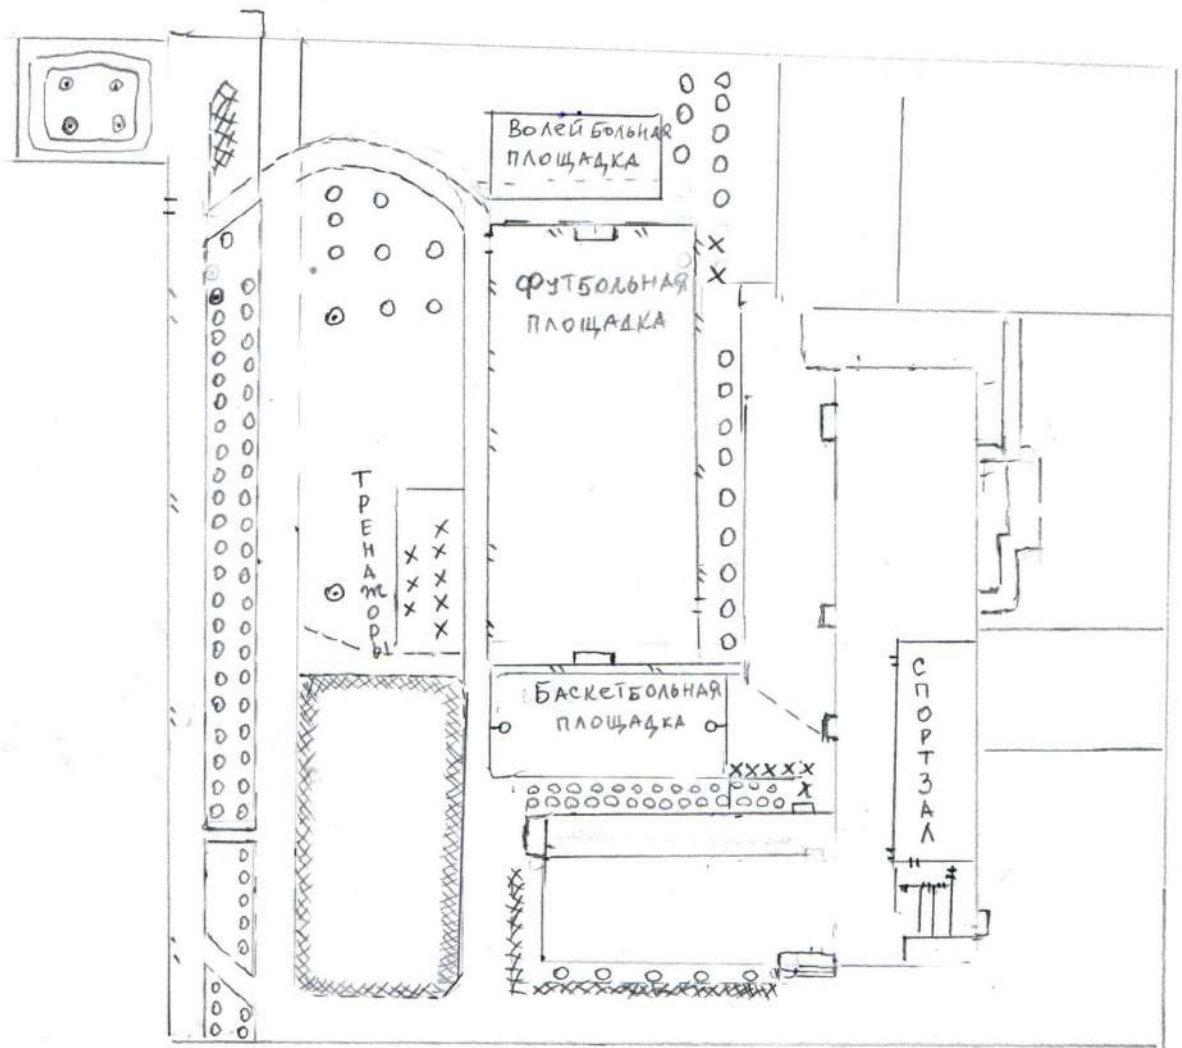 Волейбольная
площадка
Футбольная
площадка
Тренажоры
Баскетбольная
площадка
Спортзал